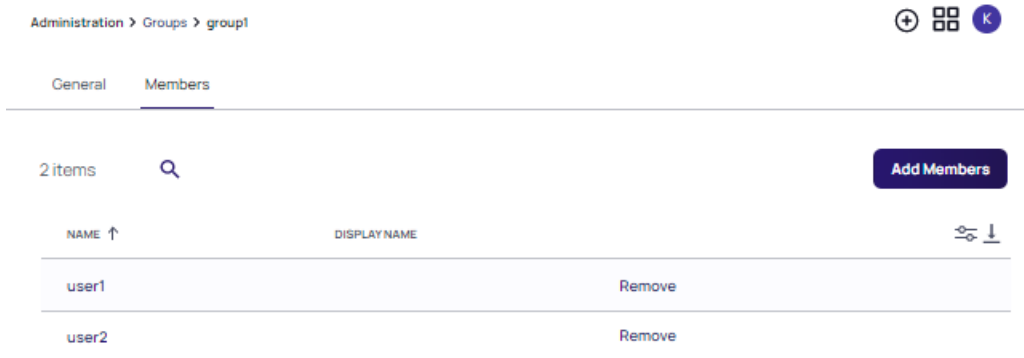 Administration > Groups > group1
K
General Members
2 items
Add Members
NAME ↑ DISPLAY NAME
user1 Remove
user2 Remove